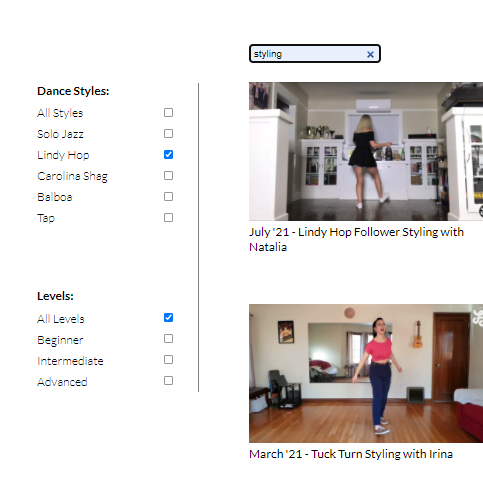 styling
Dance Styles:
All Styles
Solo Jazz
Lindy Hop
Carolina Shag
Balboa
Tap
Levels:
All Levels
Beginner
Intermediate
Advanced
July '21 - Lindy Hop Follower Styling with
Natalia
March '21 - Tuck Turn Styling with Irina